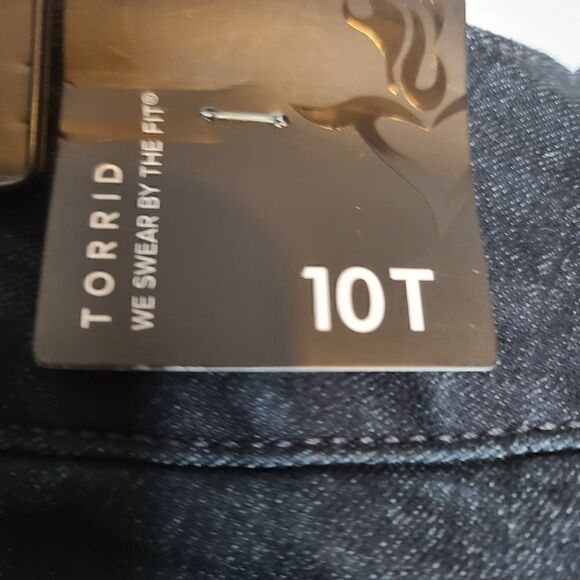 TORRID
WE SWEAR BY THE FIT®
10T